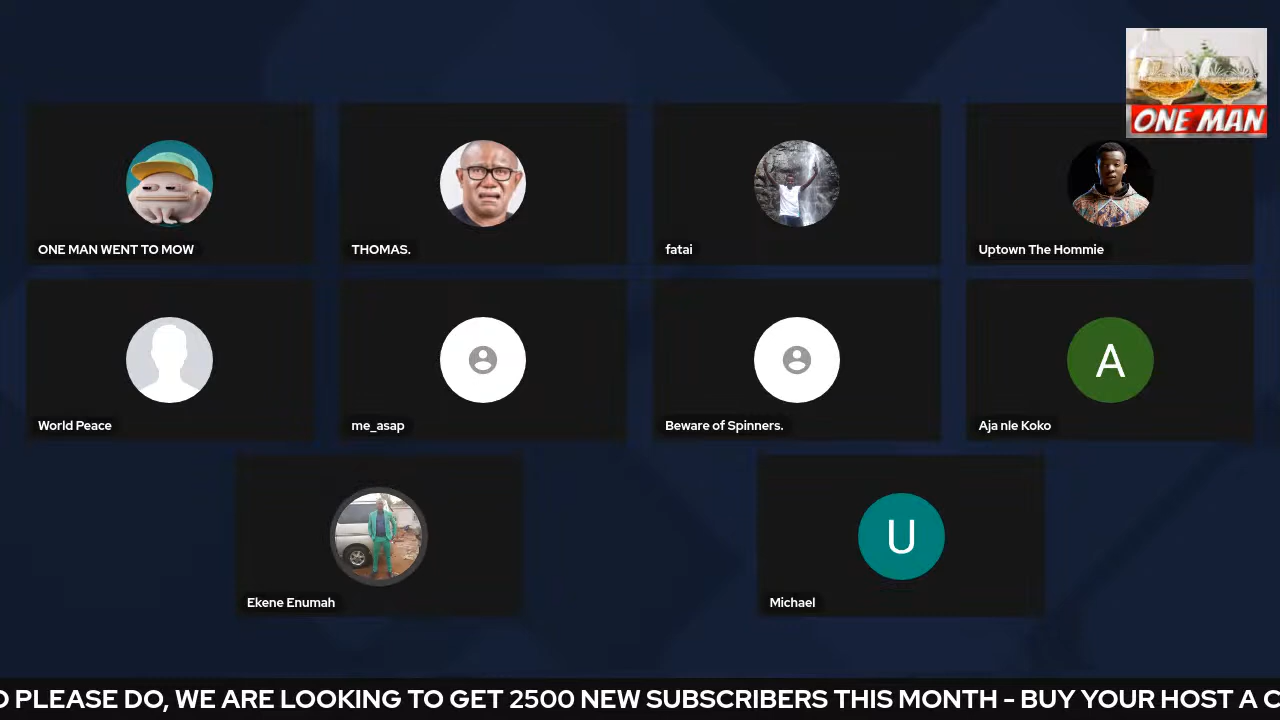 ONE MAN
ONE MAN WENT TO MOW
THOMAS.
fatai
Uptown The Hommie
World Peace
me_asap
Beware of Spinners.
A
Aja nle Koko
Ekene Enumah
U
Michael
PLEASE DO, WE ARE LOOKING TO GET 2500 NEW SUBSCRIBERS THIS MONTH - BUY YOUR HOST A